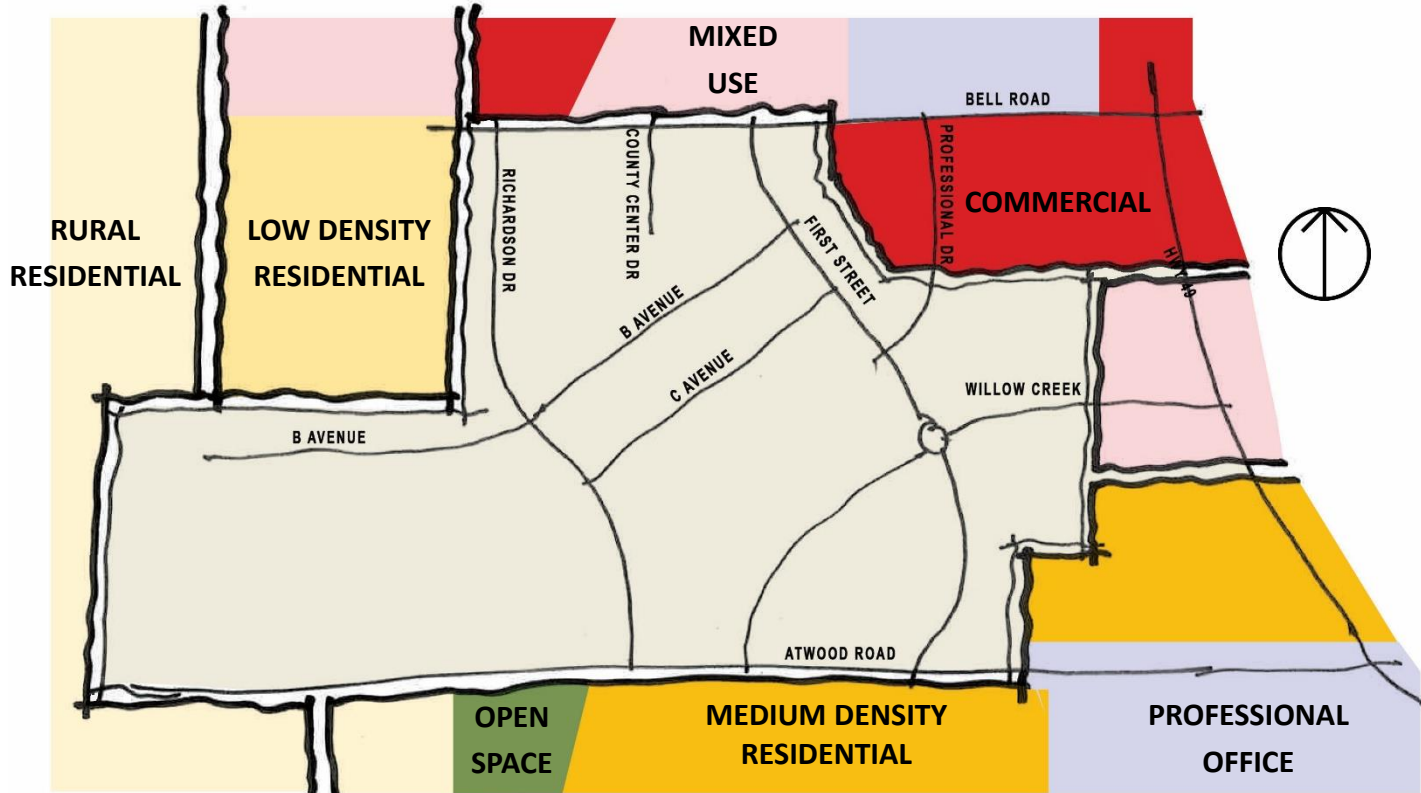 MIXED
USE
BELL ROAD
COUNTY CENTER DR
PROFESSIONAL DR
RICHARDSON DR
COMMERCIAL
RURAL
RESIDENTIAL
LOW DENSITY
RESIDENTIAL
FIRST STREET
HWY 49
B AVENUE
C AVENUE
WILLOW CREEK
B AVENUE
ATWOOD ROAD
OPEN
SPACE
MEDIUM DENSITY
RESIDENTIAL
PROFESSIONAL
OFFICE